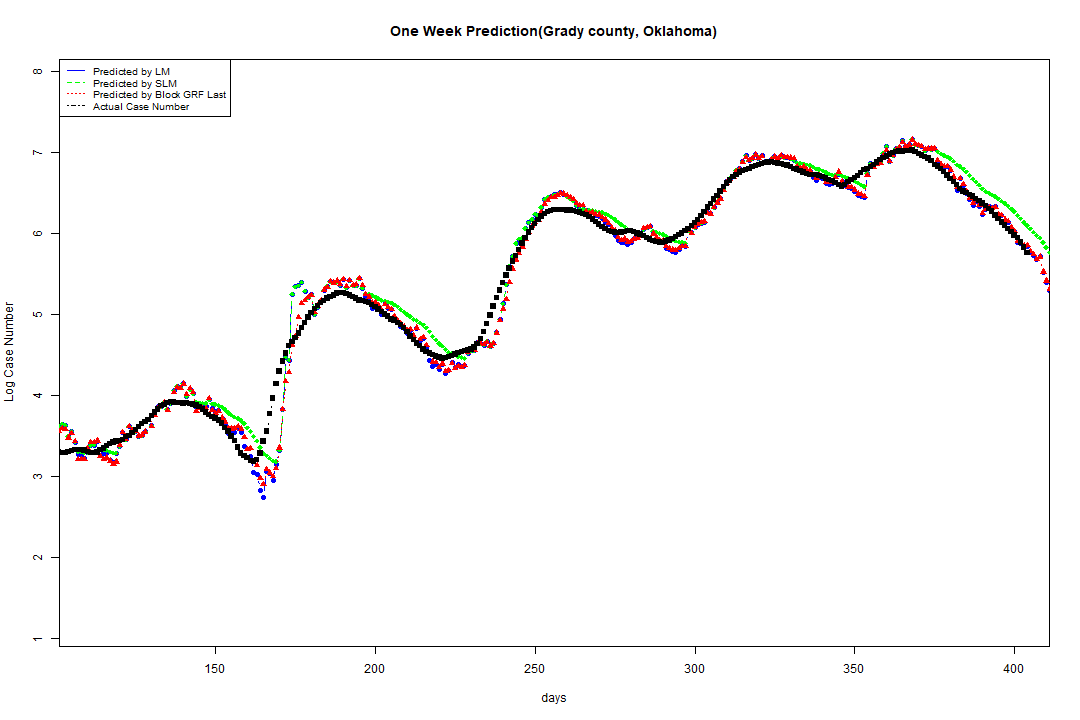 One Week Prediction(Grady county, Oklahoma)
Predicted by LM
Predicted by SLM
Predicted by Block GRF Last
Actual Case Number
8
7
6
5
4
3
2
1
Log Case Number
150 200 250 300 350 400
days